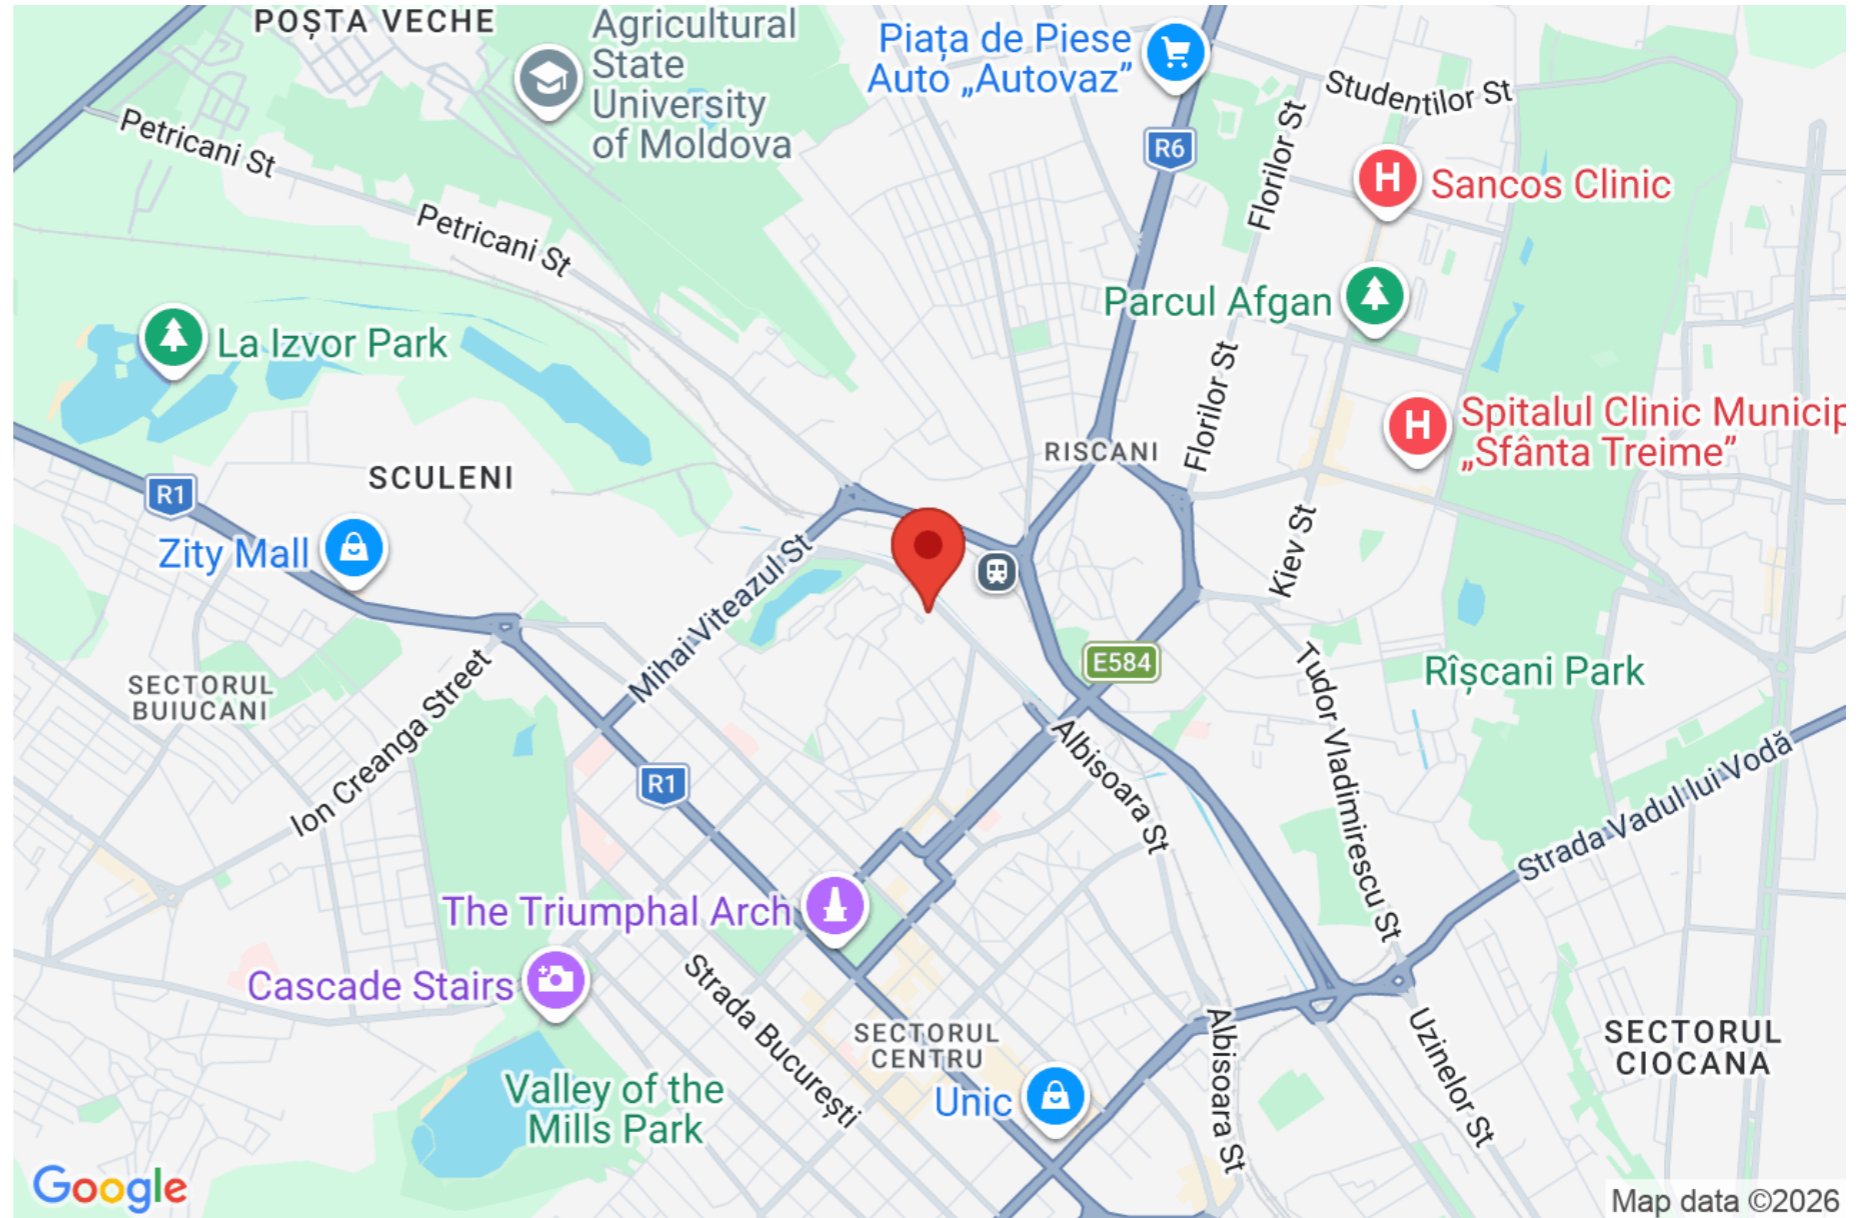 POȘTA VECHE
Agricultural
State
University
of Moldova
Piața de Piese
Auto „Autovaz”
Studentilor St
Petricani St
R6
Florilor St
Sancos Clinic
Petricani St
Parcul Afgan
La Izvor Park
Florilor St
Spitalul Clinic Municip
„Sfânta Treime”
RISCANI
SCULENI
R1
Zity Mall
Mihai Viteazul St
Kiev St
E584
Rîșcani Park
SECTORUL
BUIUCANI
Ion Creanga Street
Tudor Vladimirescu St
R1
Albisoara St
Strada Vadul lui Vodă
The Triumphal Arch
Cascade Stairs
Strada București
SECTORUL
CENTRU
Albisoara St
Uzinelor St
SECTORUL
CIOCANA
Valley of the
Mills Park
Unic
Google
Map data ©2026